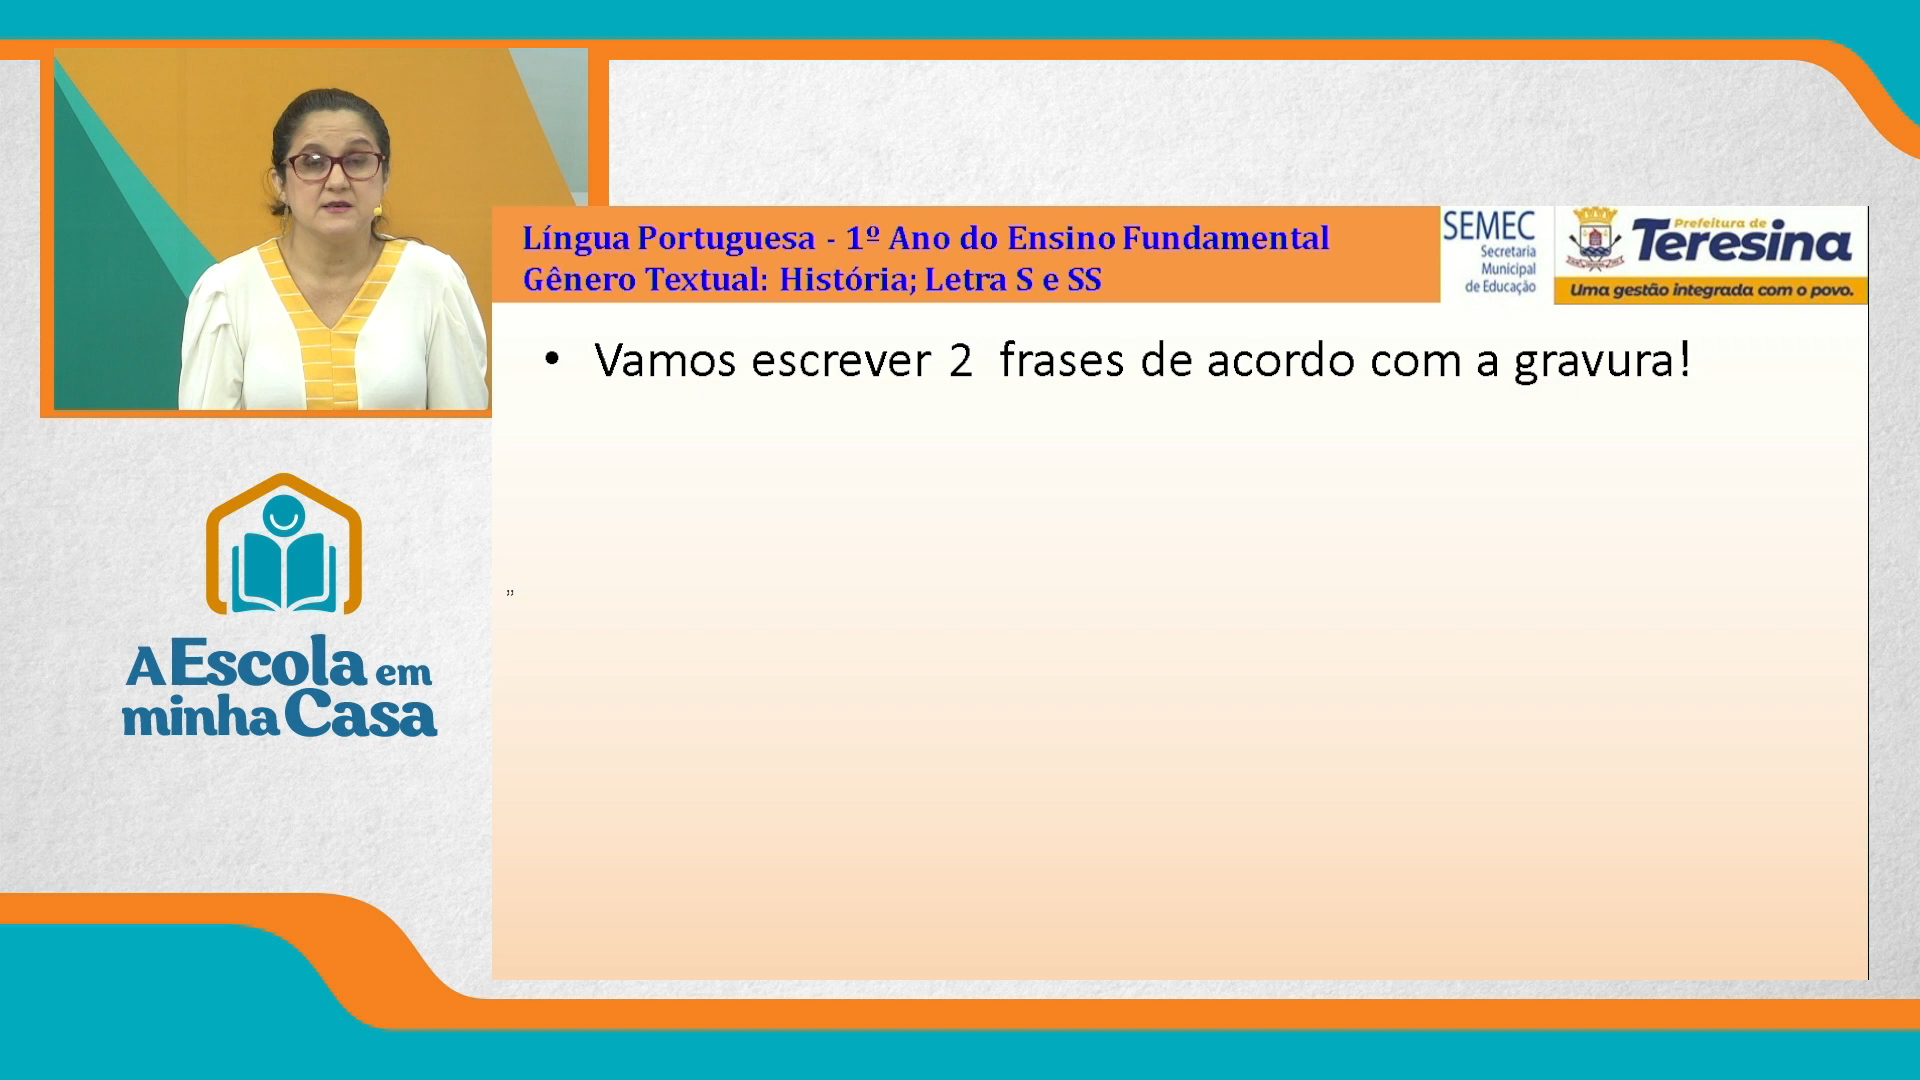 Língua Portuguesa - 1º Ano do Ensino Fundamental
Gênero Textual: História; Letra S e SS
SEMEC
Secretaria
Municipal
de Educação
Prefeitura de
Teresina
Uma gestão integrada com o povo.
• Vamos escrever 2 frases de acordo com a gravura!
”
A Escola em
minha Casa